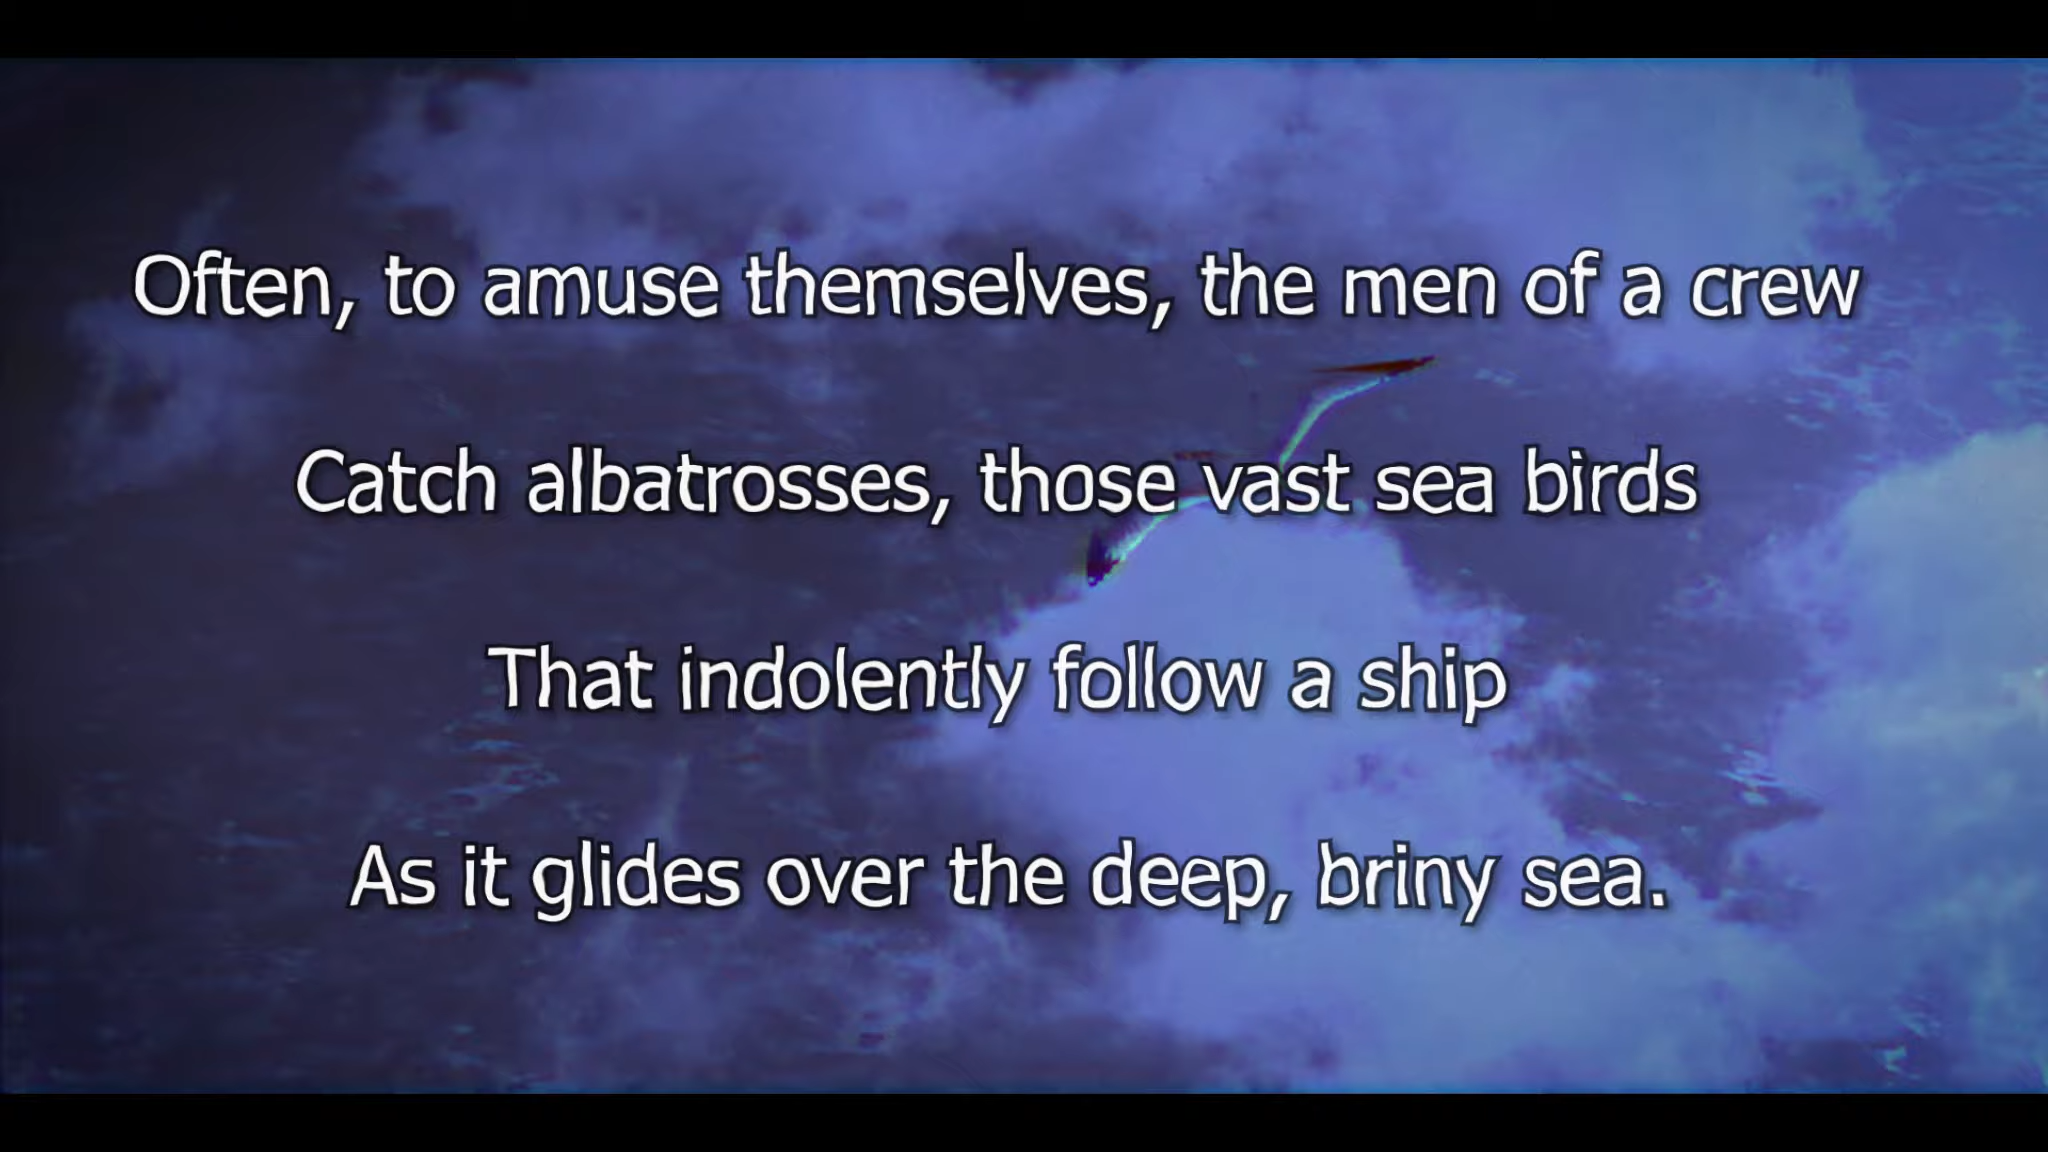 Often, to amuse themselves, the men of a crew
Catch albatrosses, those vast sea birds
That indolently follow a ship
As it glides over the deep, briny sea.